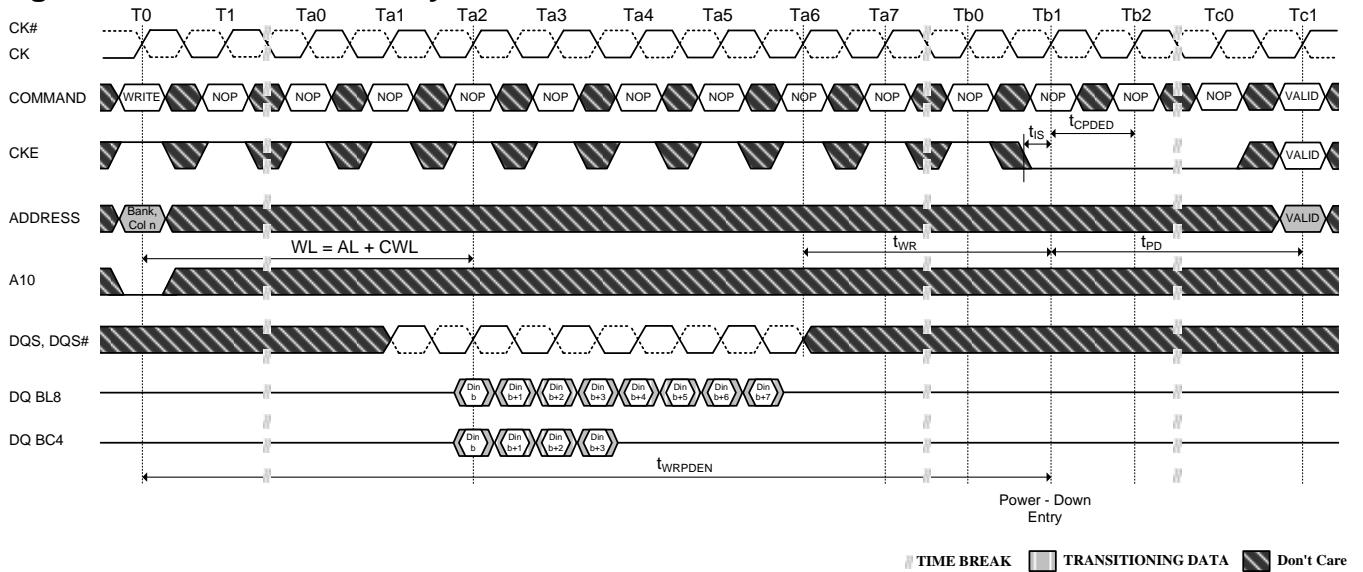 T0 T1 Ta0 Ta1 Ta2 Ta3 Ta4 Ta5 Ta6 Ta7 Tb0 Tb1 Tb2 Tc0 Tc1
CK#
CK
COMMAND WRITE NOP NOP NOP NOP NOP NOP NOP NOP NOP NOP NOP NOP NOP VALID
tIS tCPDED
CKE VALID
ADDRESS Bank, Col n VALID
WL = AL + CWL tWR tPD
A10
DQS, DQS#
DQ BL8 Din b Din b+1 Din b+2 Din b+3 Din b+4 Din b+5 Din b+6 Din b+7
DQ BC4 Din b Din b+1 Din b+2 Din b+3
tWRPDEN
Power - Down
Entry
TIME BREAK TRANSITIONING DATA Don't Care